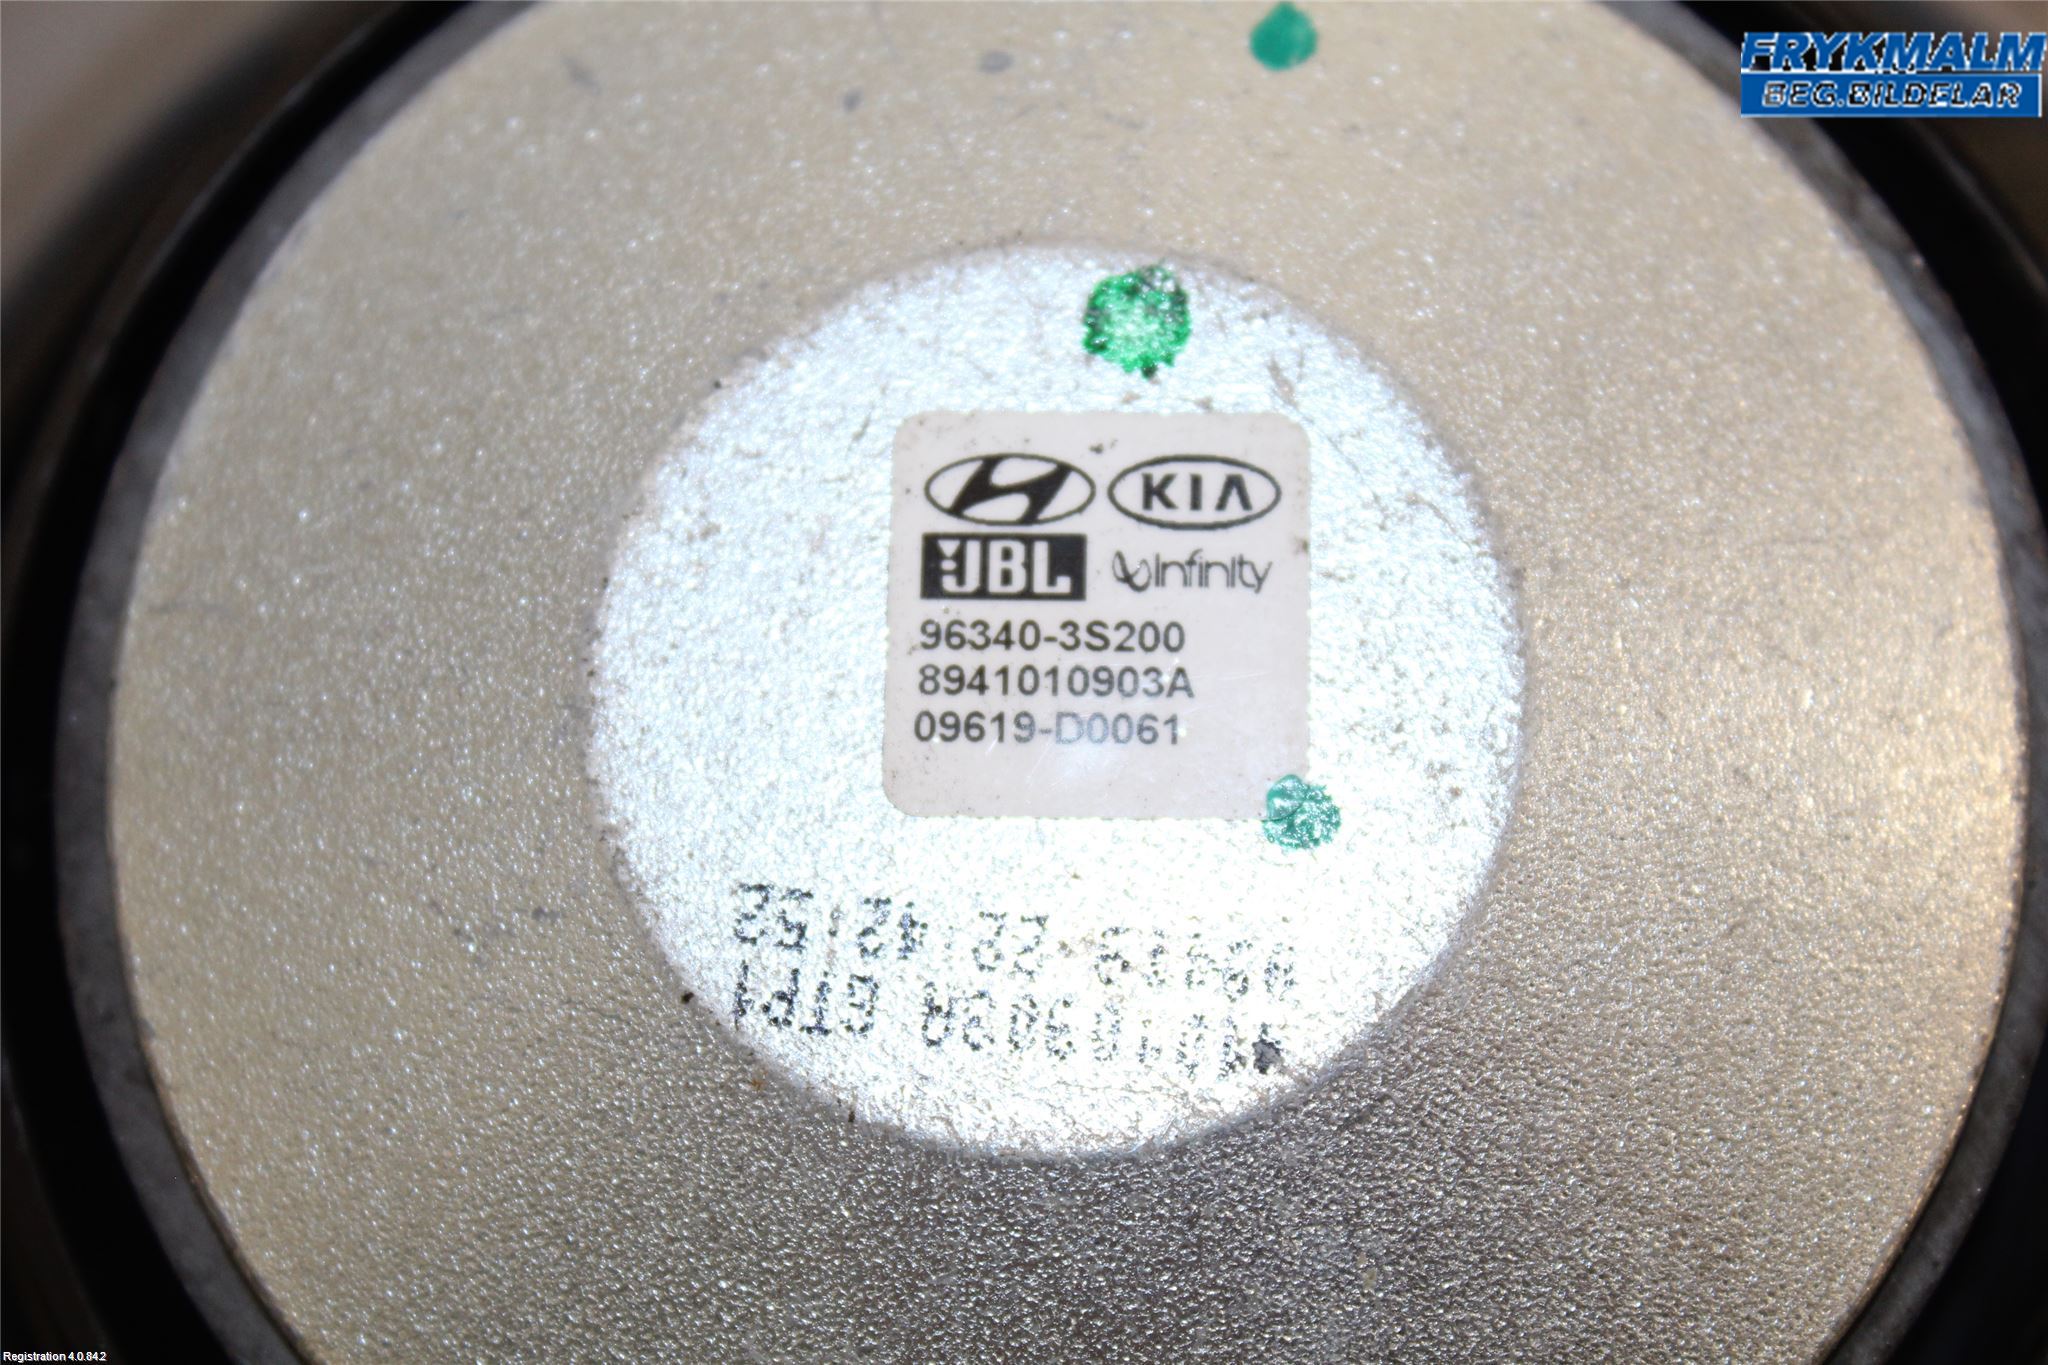 FRYKMALM
BEG.BILDELAR
KIA
JBL infinity
96340-3S200
8941010903A
09619-D0061
Registration 4.0.84.2